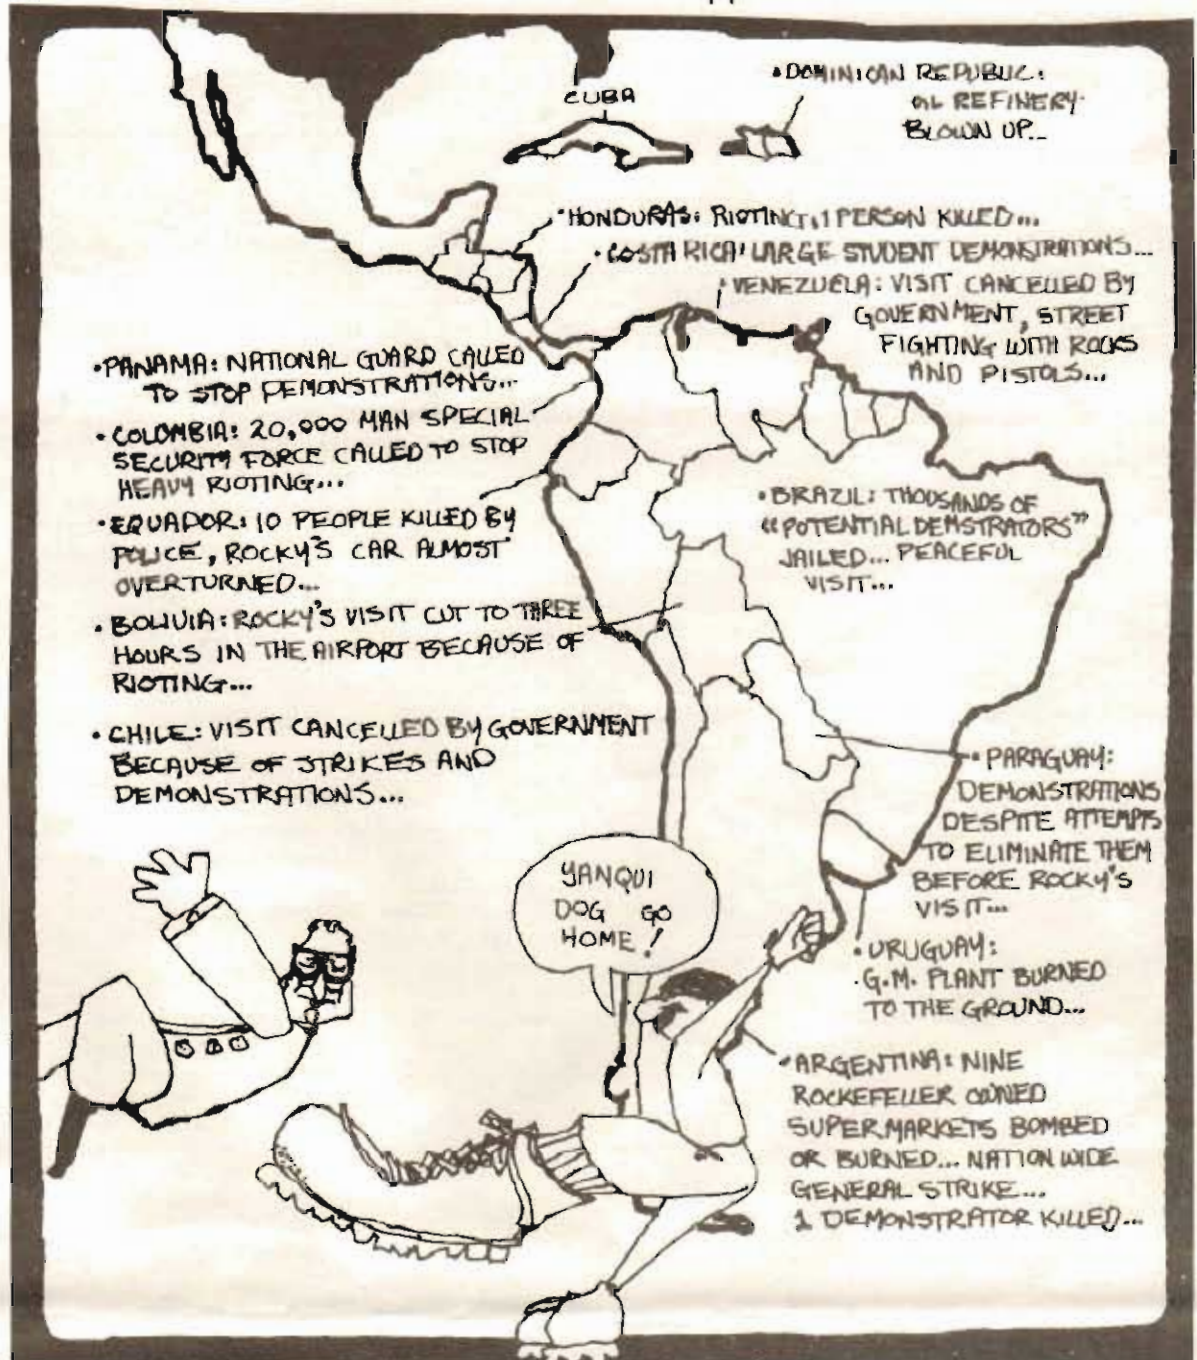 CUBA
• DOMINICAN REPUBLIC:
OIL REFINERY
BLOWN UP...
• HONDURAS: RIOTING, 1 PERSON KILLED...
• COSTA RICA: LARGE STUDENT DEMONSTRATIONS...
• VENEZUELA: VISIT CANCELLED BY
GOVERNMENT, STREET
FIGHTING WITH ROCKS
AND PISTOLS...
• PANAMA: NATIONAL GUARD CALLED
TO STOP DEMONSTRATIONS...
• COLOMBIA: 20,000 MAN SPECIAL
SECURITY FORCE CALLED TO STOP
HEAVY RIOTING...
• EQUADOR: 10 PEOPLE KILLED BY
POLICE, ROCKY'S CAR ALMOST
OVERTURNED...
• BOLIVIA: ROCKY'S VISIT CUT TO THREE
HOURS IN THE AIRPORT BECAUSE OF
RIOTING...
• CHILE: VISIT CANCELLED BY GOVERNMENT
BECAUSE OF STRIKES AND
DEMONSTRATIONS...
• BRAZIL: THOUSANDS OF
"POTENTIAL DEMSTRATORS"
JAILED... PEACEFUL
VISIT...
• PARAGUAY:
DEMONSTRATIONS
DESPITE ATTEMPTS
TO ELIMINATE THEM
BEFORE ROCKY'S
VISIT...
• URUGUAY:
• G.M. PLANT BURNED
TO THE GROUND...
• ARGENTINA: NINE
ROCKEFELLER OWNED
SUPERMARKETS BOMBED
OR BURNED... NATION WIDE
GENERAL STRIKE...
1 DEMONSTRATOR KILLED...
YANQUI
DOG GO
HOME!